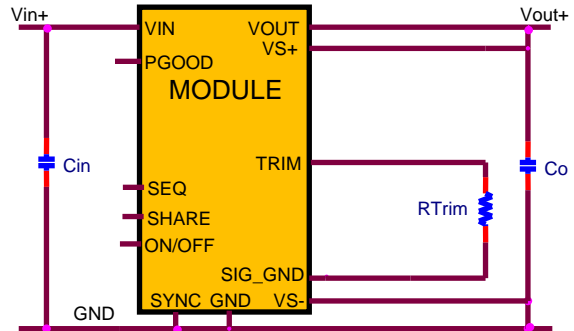 Vin+
Vout+
VIN
VOUT
VS+
PGOOD
MODULE
Cin
TRIM
Co
SEQ
RTrim
SHARE
ON/OFF
SIG_GND
SYNC
GND
VS-
GND